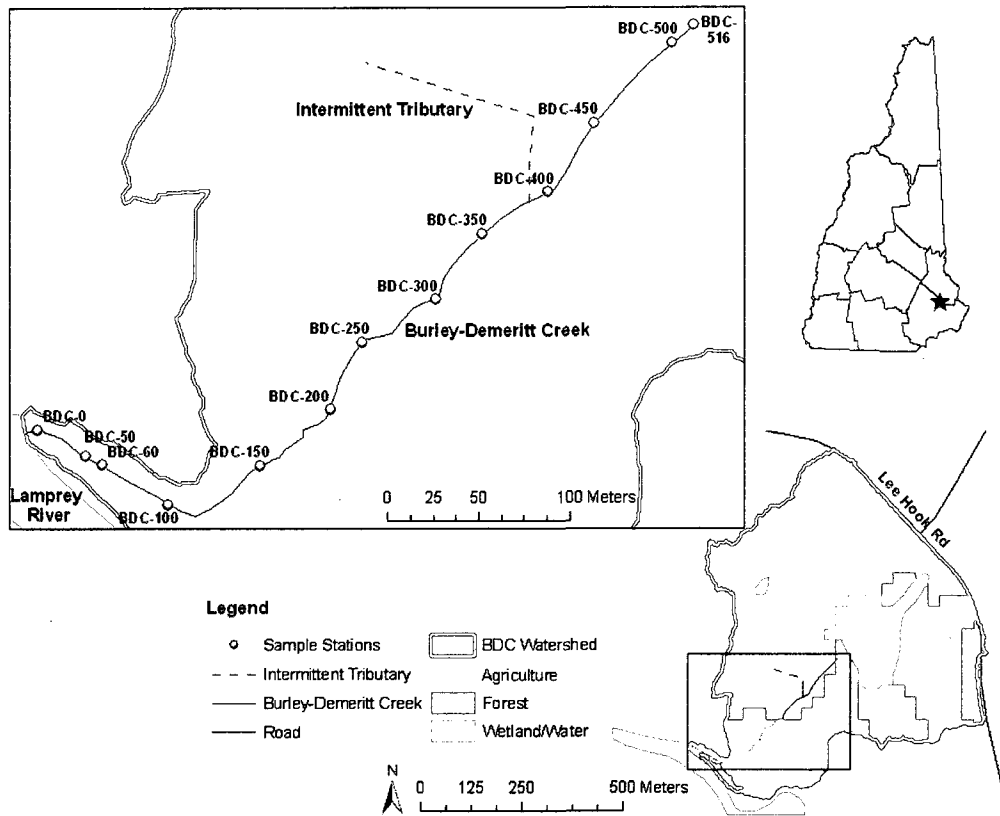 BDC-500
BDC-
516
BDC-450
Intermittent Tributary
BDC-400
BDC-350
BDC-300
Burley-Demeritt Creek
BDC-250
BDC-200
BDC-0
BDC-50
BDC-60
BDC-150
Lamprey
River
BDC-100
0 25 50 100 Meters
Lee Hook Rd
Legend
Sample Stations
Intermittent Tributary
Burley-Demeritt Creek
Road
BDC Watershed
Agriculture
Forest
Wetland/Water
N
0 125 250 500 Meters